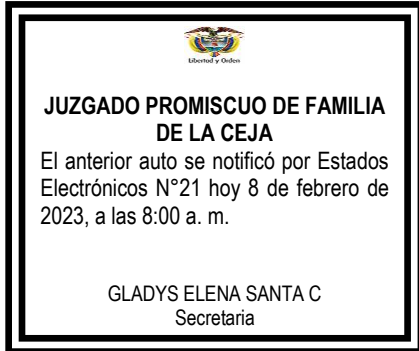 Libertad y Orden
JUZGADO PROMISCUO DE FAMILIA
DE LA CEJA
El anterior auto se notificó por Estados
Electrónicos N°21 hoy 8 de febrero de
2023, a las 8:00 a. m.
GLADYS ELENA SANTA C
Secretaria